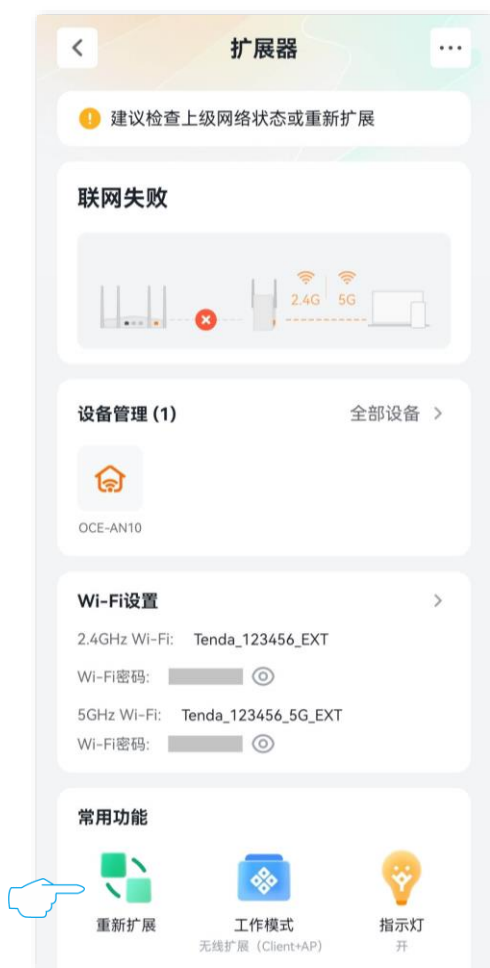 扩展器
建议检查上级网络状态或重新扩展
联网失败
2.4G 5G
设备管理 (1) 全部设备
OCE-AN10
Wi-Fi设置
2.4GHz Wi-Fi: Tenda_123456_EXT
Wi-Fi密码:
5GHz Wi-Fi: Tenda_123456_5G_EXT
Wi-Fi密码:
常用功能
重新扩展 工作模式 指示灯
无线扩展（Client+AP） 开